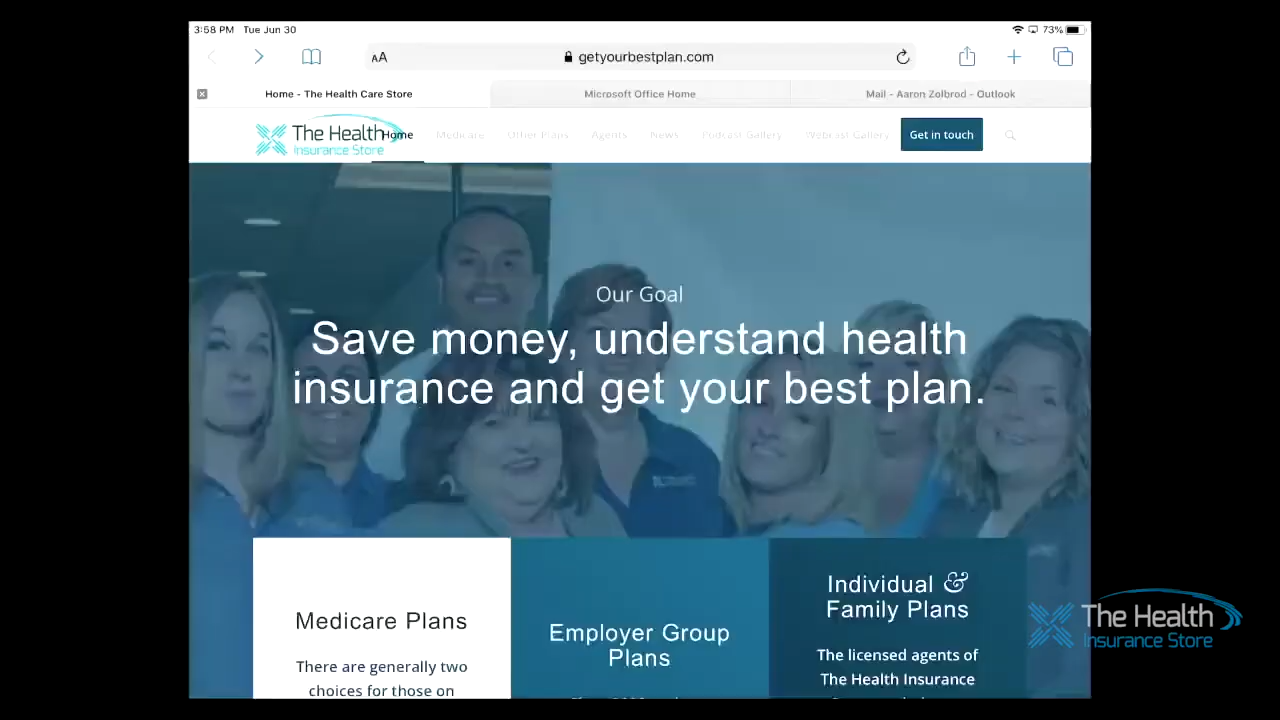 3:58 PM Tue Jun 30
73%
AA
getyourbestplan.com
Home - The Health Care Store
Microsoft Office Home
Mail - Aaron Zolbrod - Outlook
The Health
Insurance Store
Home
Medicare
Other Plans
Agents
News
Podcast Gallery
Webcast Gallery
Get in touch
Our Goal
Save money, understand health
insurance and get your best plan.
Medicare Plans
There are generally two
choices for those on
Employer Group
Plans
Individual &
Family Plans
The licensed agents of
The Health Insurance
The Health
Insurance Store